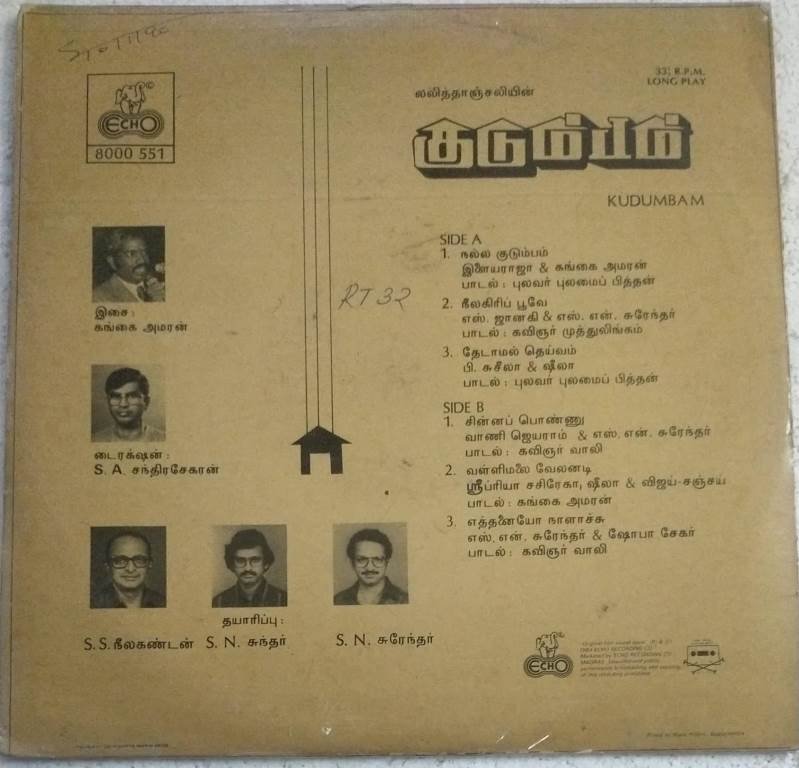 ECHO
8000 551
33⅓ R.P.M.
LONG PLAY
லலித்தாஞ்சலியின்
குடும்பம்
KUDUMBAM
SIDE A
1. நல்ல குடும்பம்
இளையராஜா & கங்கை அமரன்
பாடல் : புலவர் புலமைப் பித்தன்
2. நீலகிரிப் பூவே
எஸ். ஜானகி & எஸ். என். சுரேந்தர்
பாடல் : கவிஞர் முத்துலிங்கம்
3. தேடாமல் தெய்வம்
பி. சுசீலா & ஷீலா
பாடல் : புலவர் புலமைப் பித்தன்
SIDE B
1. சின்னப் பொண்ணு
வாணி ஜெயராம் & எஸ். என். சுரேந்தர்
பாடல் : கவிஞர் வாலி
2. வள்ளிமலை வேலனடி
ஸ்ரீப்ரியா சசிரேகா, ஷீலா & விஜய்-சஞ்சய்
பாடல் : கங்கை அமரன்
3. எத்தனையோ நாளாச்சு
எஸ். என். சுரேந்தர் & ஷோபா சேகர்
பாடல் : கவிஞர் வாலி
இசை :
கங்கை அமரன்
RT 32
டைரக்ஷன் :
S. A. சந்திரசேகரன்
தயாரிப்பு :
S. S. நீலகண்டன் S. N. சுந்தர் S. N. சுரேந்தர்
ECHO